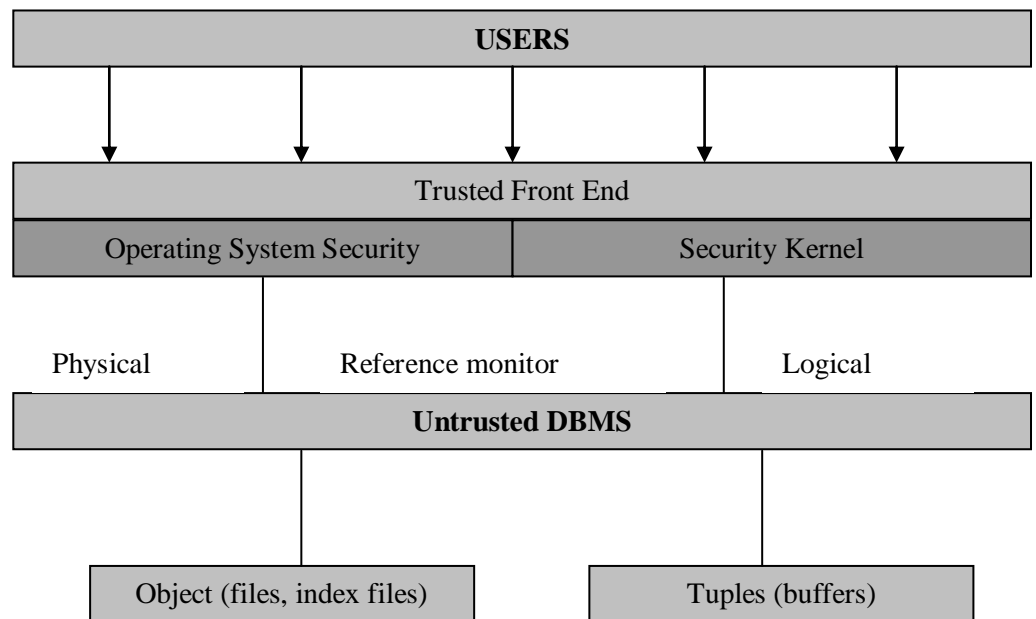 USERS
Trusted Front End
Operating System Security
Security Kernel
Physical
Reference monitor
Logical
Untrusted DBMS
Object (files, index files)
Tuples (buffers)